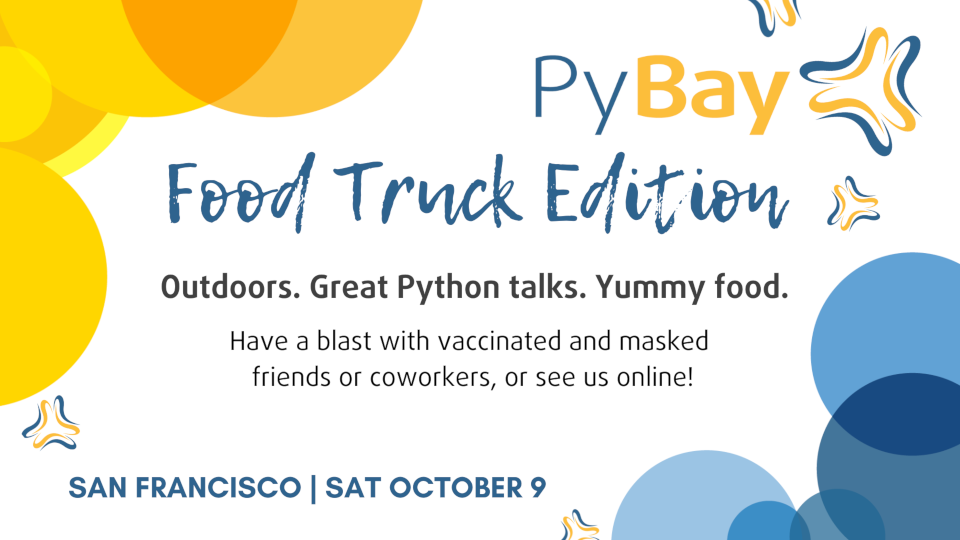 PyBay
Food Truck Edition
Outdoors. Great Python talks. Yummy food.
Have a blast with vaccinated and masked
friends or coworkers, or see us online!
SAN FRANCISCO | SAT OCTOBER 9